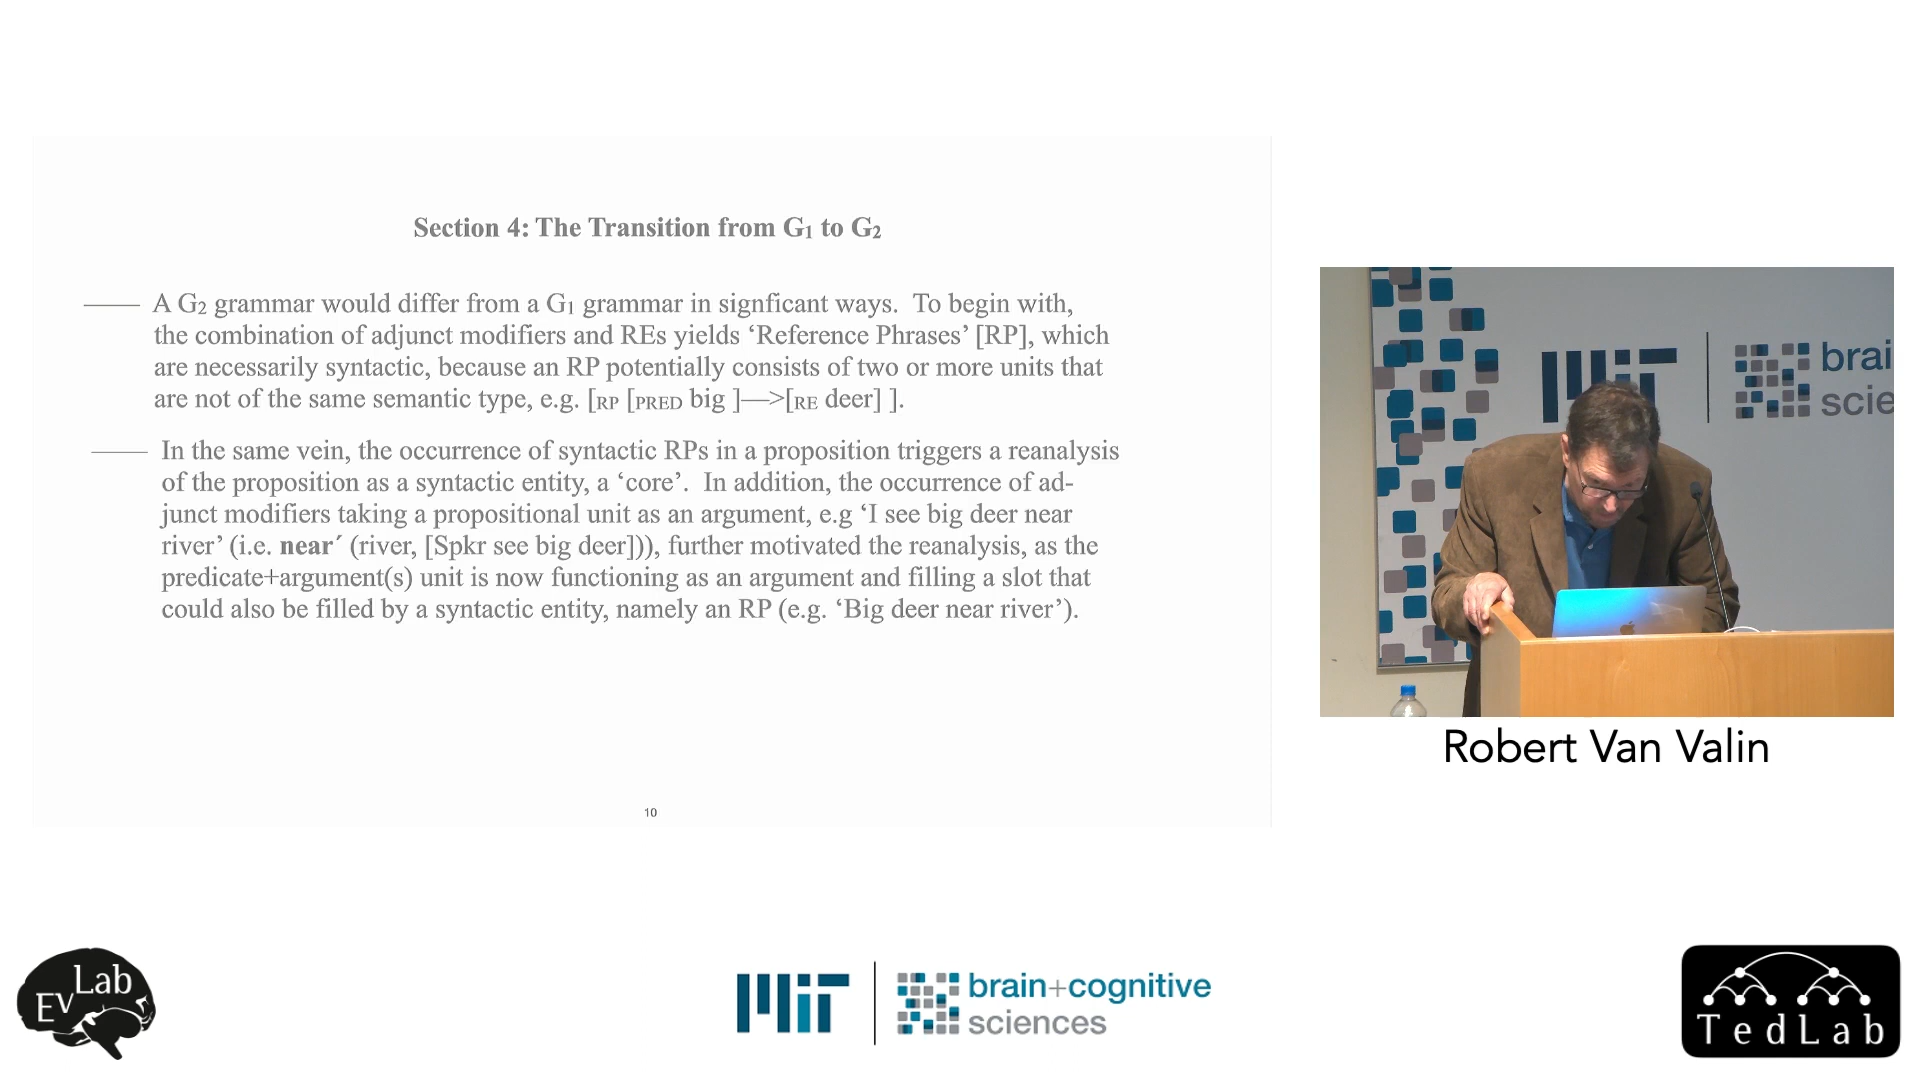 Section 4: The Transition from G1 to G2
A G2 grammar would differ from a G1 grammar in signficant ways. To begin with,
the combination of adjunct modifiers and REs yields ‘Reference Phrases’ [RP], which
are necessarily syntactic, because an RP potentially consists of two or more units that
are not of the same semantic type, e.g. [RP [PRED big ]—>[RE deer] ].
In the same vein, the occurrence of syntactic RPs in a proposition triggers a reanalysis
of the proposition as a syntactic entity, a ‘core’. In addition, the occurrence of ad-
junct modifiers taking a propositional unit as an argument, e.g ‘I see big deer near
river’ (i.e. near´ (river, [Spkr see big deer])), further motivated the reanalysis, as the
predicate+argument(s) unit is now functioning as an argument and filling a slot that
could also be filled by a syntactic entity, namely an RP (e.g. ‘Big deer near river’).
10
MIT
brai
scie
Robert Van Valin
EvLab
MIT
brain+cognitive
sciences
TedLab